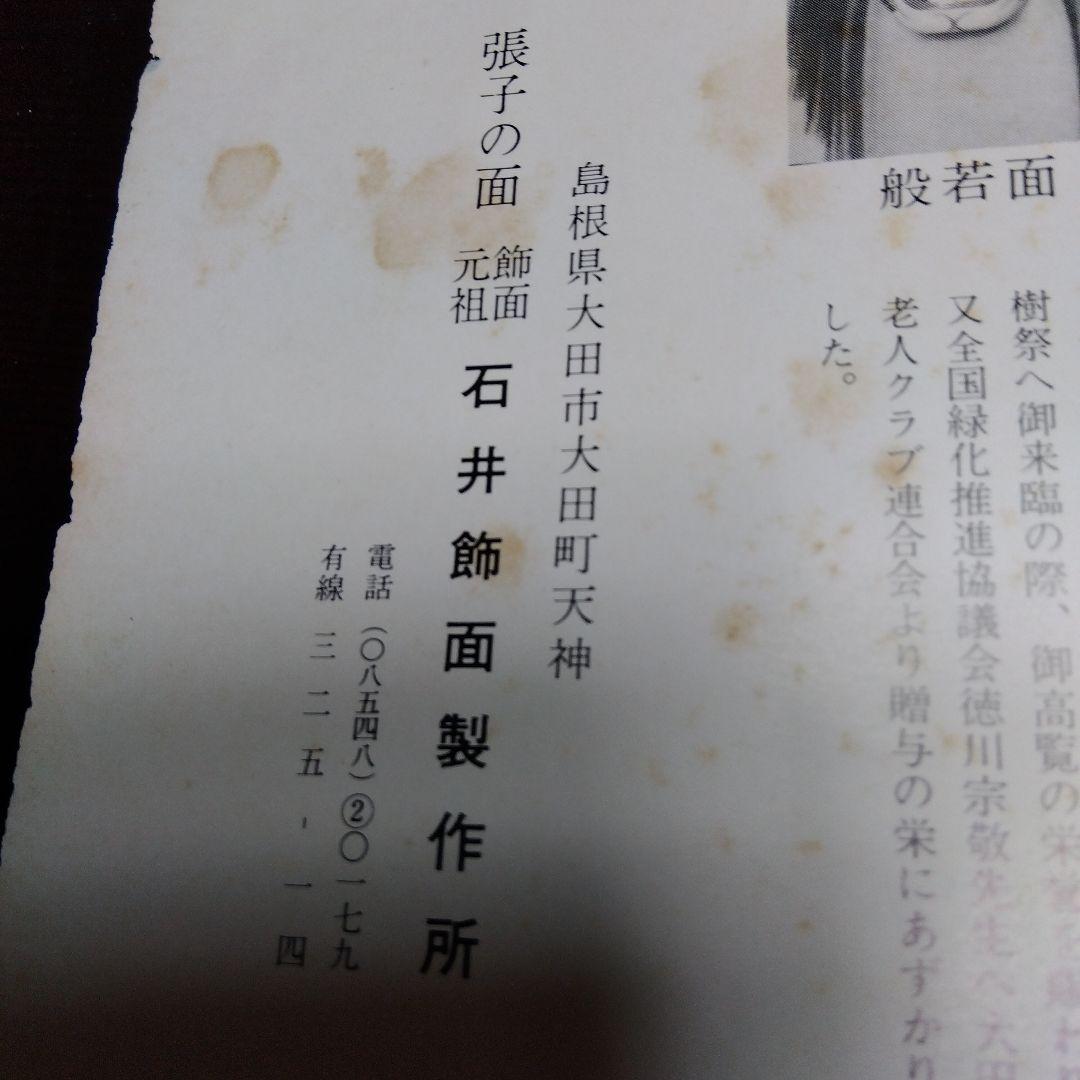 般若面
樹祭へ御来臨の際、御高覧の栄
又全国緑化推進協議会徳川宗敬先生へ大田
老人クラブ連合会より贈与の栄にあずかり
した。
島根県大田市大田町天神
張子の面
飾面
元祖
石井飾面製作所
電話(〇八五四八)②〇一七九
有線三二五-一四